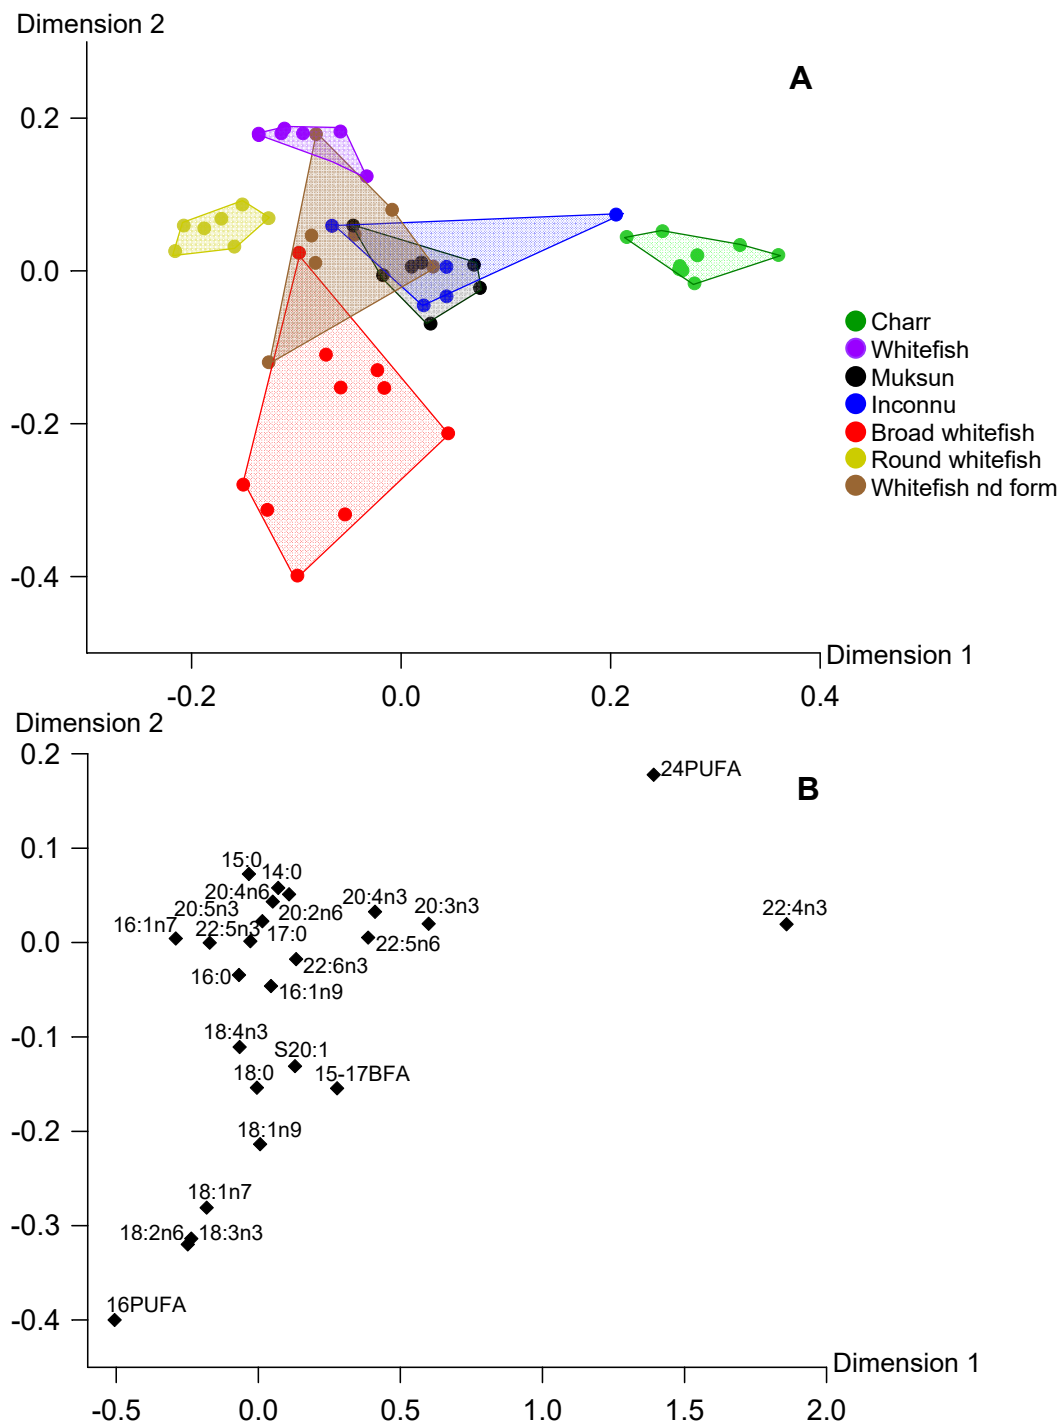 Dimension 2
A
0.2
0.0
-0.2
-0.4
Charr
Whitefish
Muksun
Inconnu
Broad whitefish
Round whitefish
Whitefish nd form
Dimension 1
-0.2 0.0 0.2 0.4
Dimension 2
0.2
24PUFA
B
0.1
15:0
14:0
20:4n6
20:4n3
20:3n3
22:4n3
20:5n3
20:2n6
16:1n7
22:5n3
17:0
22:5n6
0.0
22:6n3
16:0
16:1n9
18:4n3
-0.1
S20:1
18:0
15-17BFA
18:1n9
-0.2
18:1n7
18:2n6
18:3n3
-0.3
16PUFA
-0.4
Dimension 1
-0.5 0.0 0.5 1.0 1.5 2.0